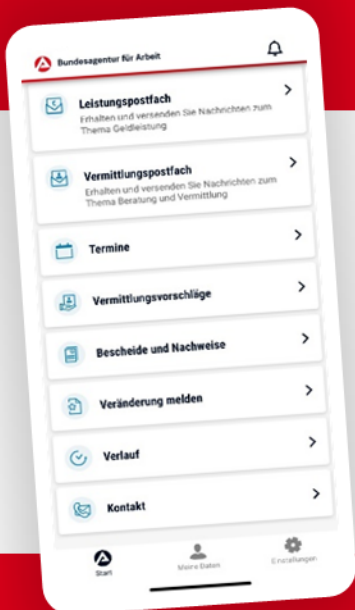 Bundesagentur für Arbeit
Leistungspostfach
Erhalten und versenden Sie Nachrichten zum
Thema Geldleistung
Vermittlungspostfach
Erhalten und versenden Sie Nachrichten zum
Thema Beratung und Vermittlung
Termine
Vermittlungsvorschläge
Bescheide und Nachweise
Veränderung melden
Verlauf
Kontakt
Start
Meine Daten
Einstellungen